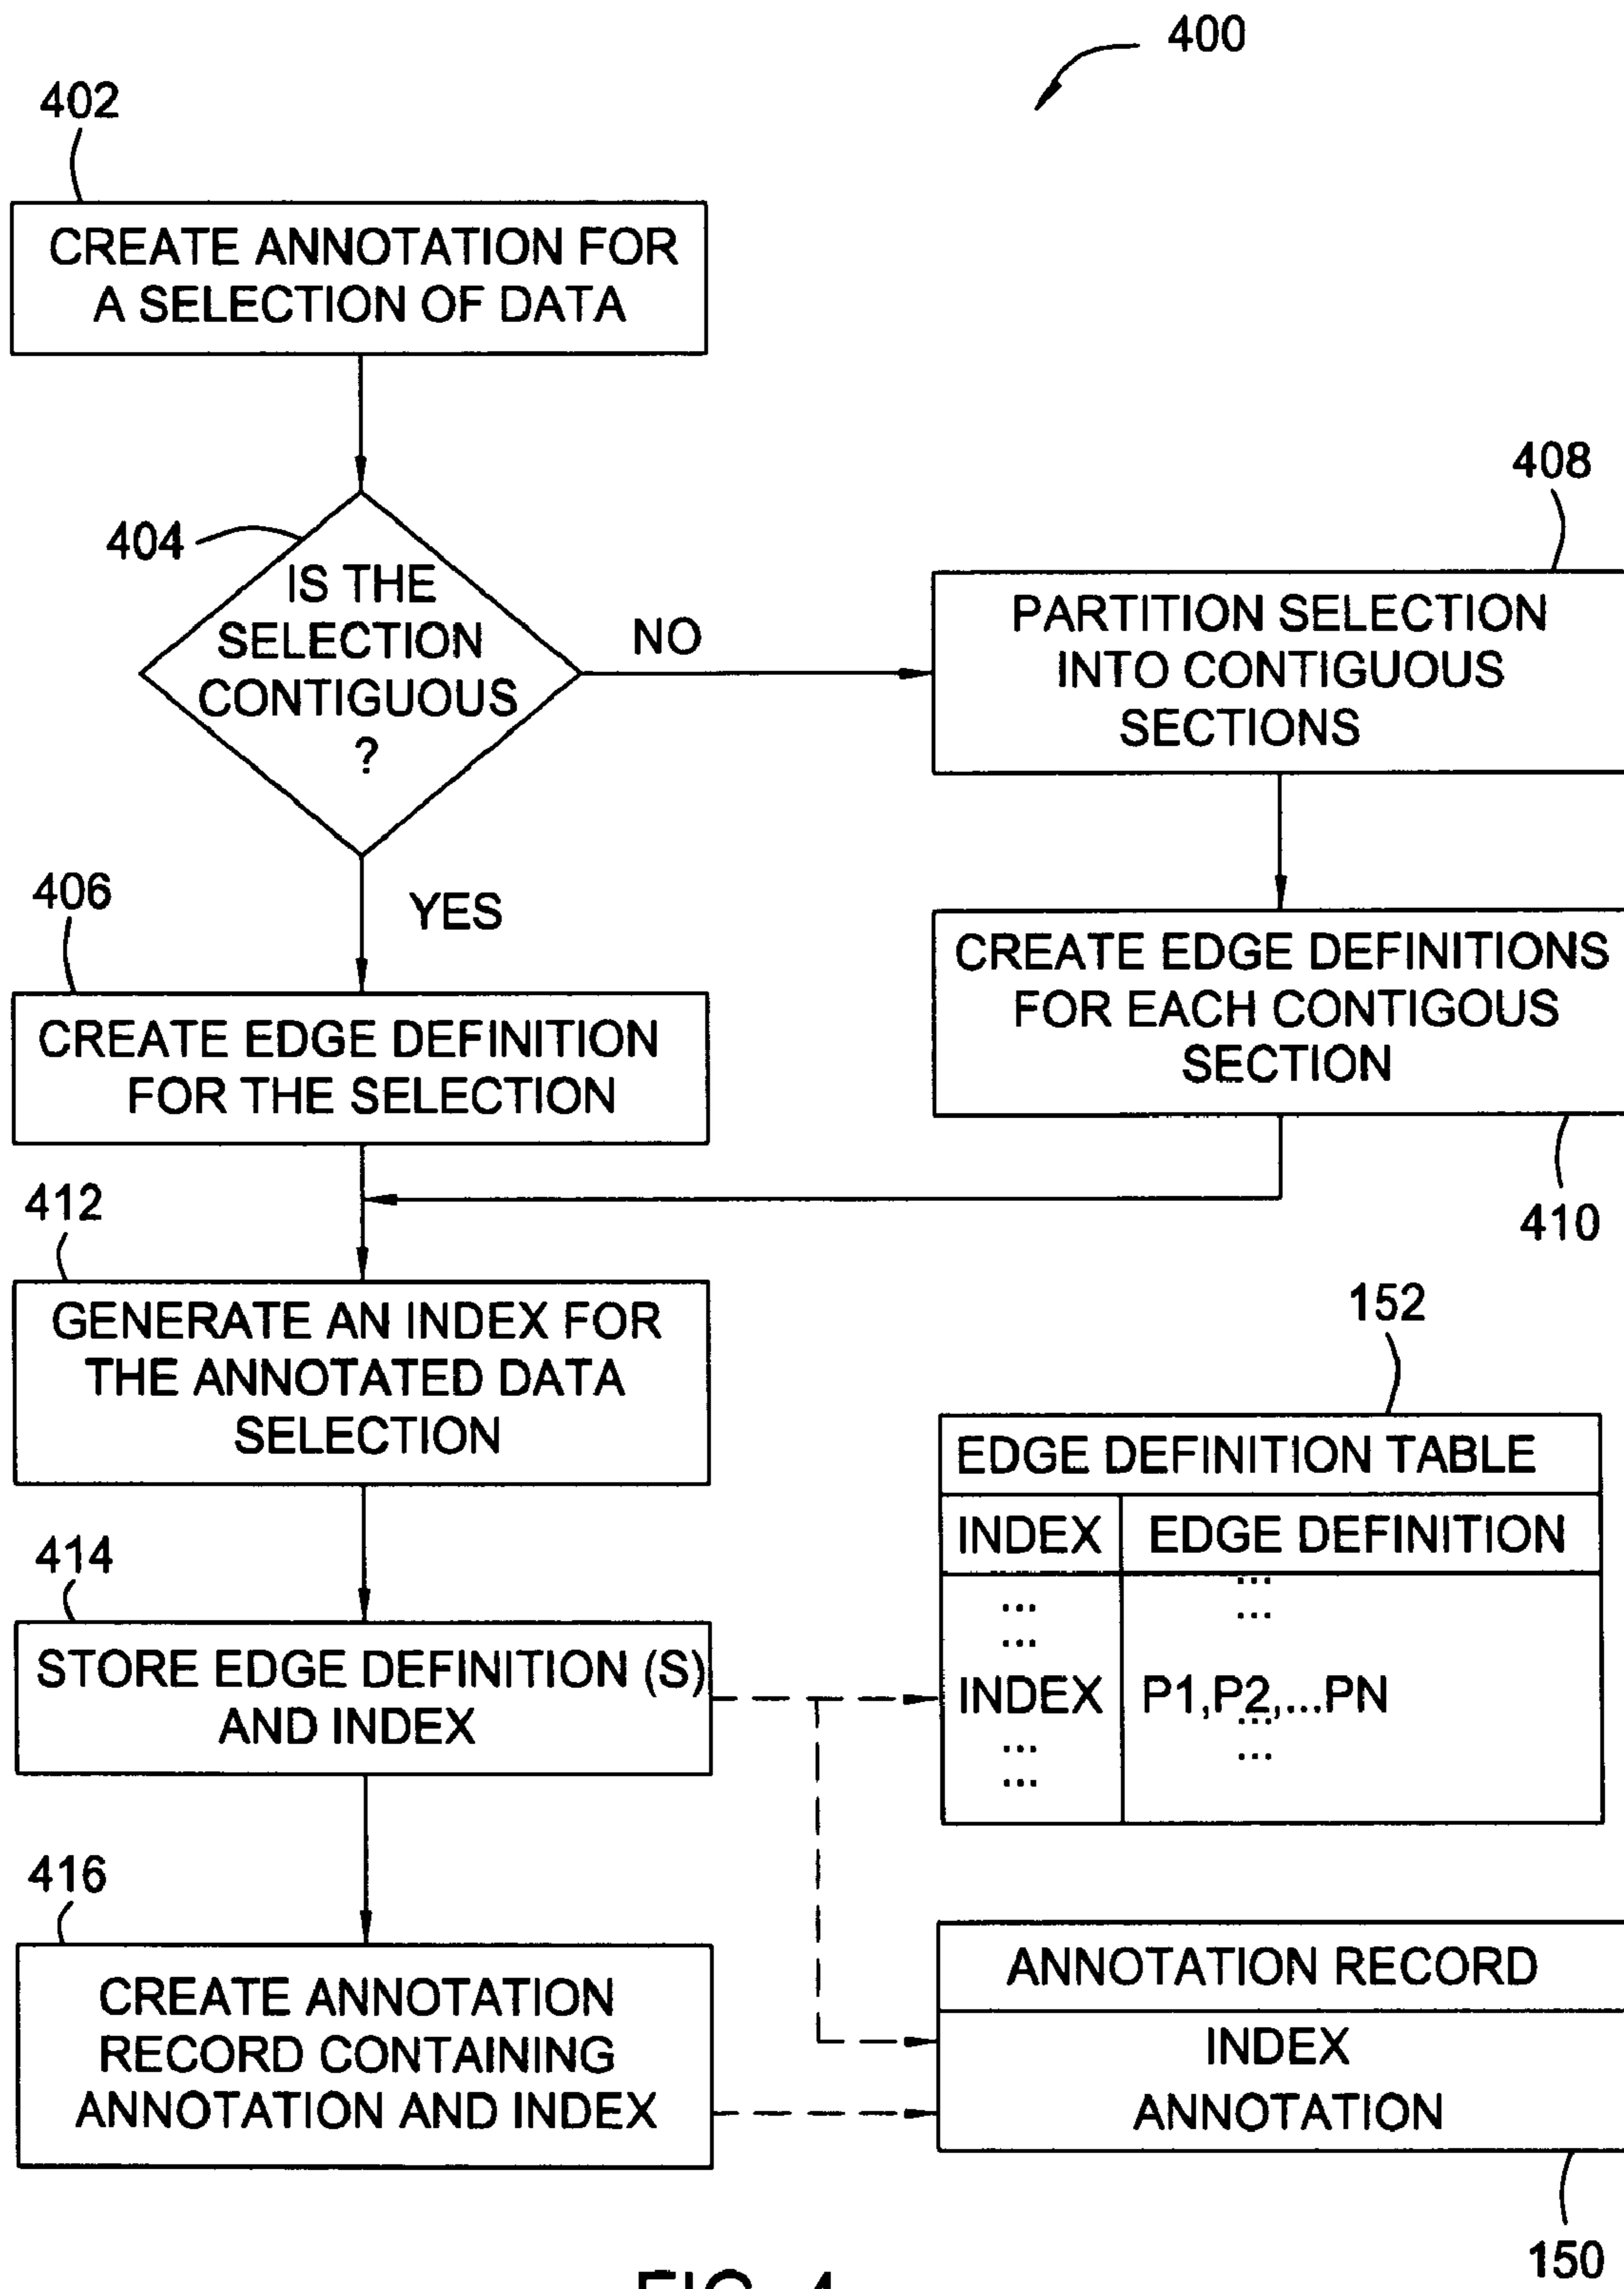 400
402
CREATE ANNOTATION FOR
A SELECTION OF DATA
404
IS THE
SELECTION
CONTIGUOUS
?
NO
YES
408
PARTITION SELECTION
INTO CONTIGUOUS
SECTIONS
CREATE EDGE DEFINITIONS
FOR EACH CONTIGOUS
SECTION
410
406
CREATE EDGE DEFINITION
FOR THE SELECTION
412
GENERATE AN INDEX FOR
THE ANNOTATED DATA
SELECTION
414
STORE EDGE DEFINITION (S)
AND INDEX
416
CREATE ANNOTATION
RECORD CONTAINING
ANNOTATION AND INDEX
152
EDGE DEFINITION TABLE
INDEX EDGE DEFINITION
... ...
... ...
INDEX P1,P2,...PN
... ...
... ...
ANNOTATION RECORD
INDEX
ANNOTATION
150
FIG. 4